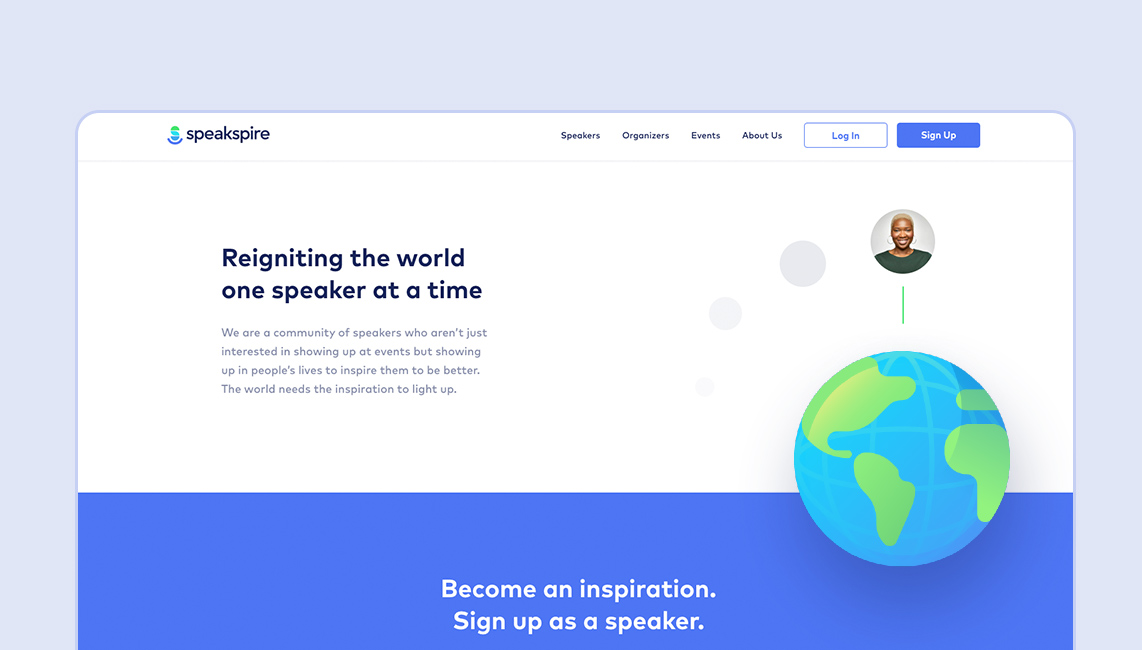 speakspire
Speakers
Organizers
Events
About Us
Log In
Sign Up
Reigniting the world
one speaker at a time
We are a community of speakers who aren’t just
interested in showing up at events but showing
up in people’s lives to inspire them to be better.
The world needs the inspiration to light up.
Become an inspiration.
Sign up as a speaker.